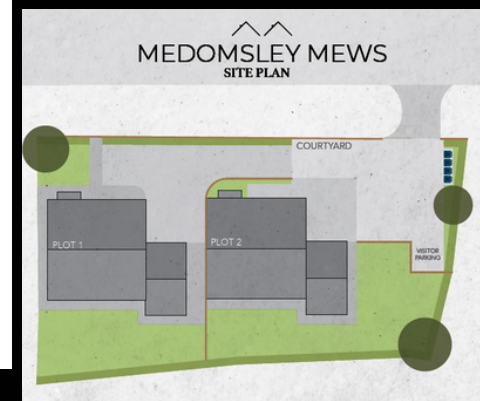 MEDOMSLEY MEWS
SITE PLAN
COURTYARD
PLOT 1
PLOT 2
VISITOR
PARKING